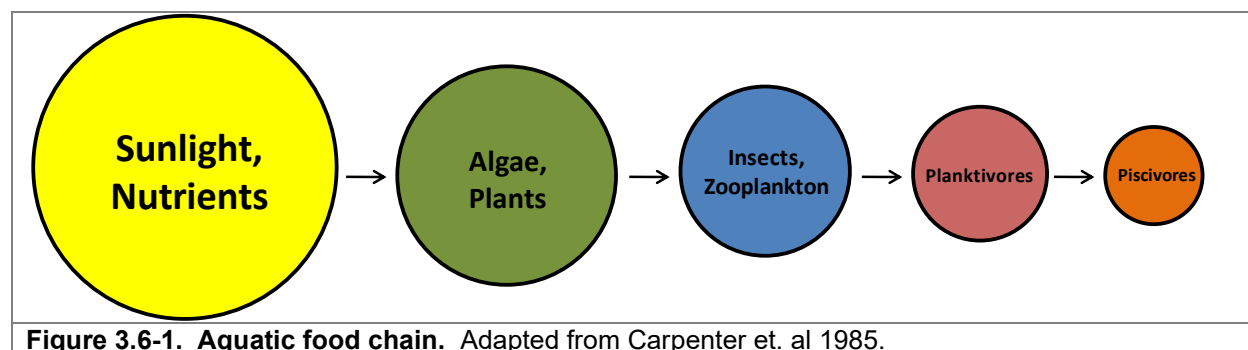 Sunlight,
Nutrients
Algae,
Plants
Insects,
Zooplankton
Planktivores
Piscivores
Figure 3.6-1. Aquatic food chain. Adapted from Carpenter et. al 1985.